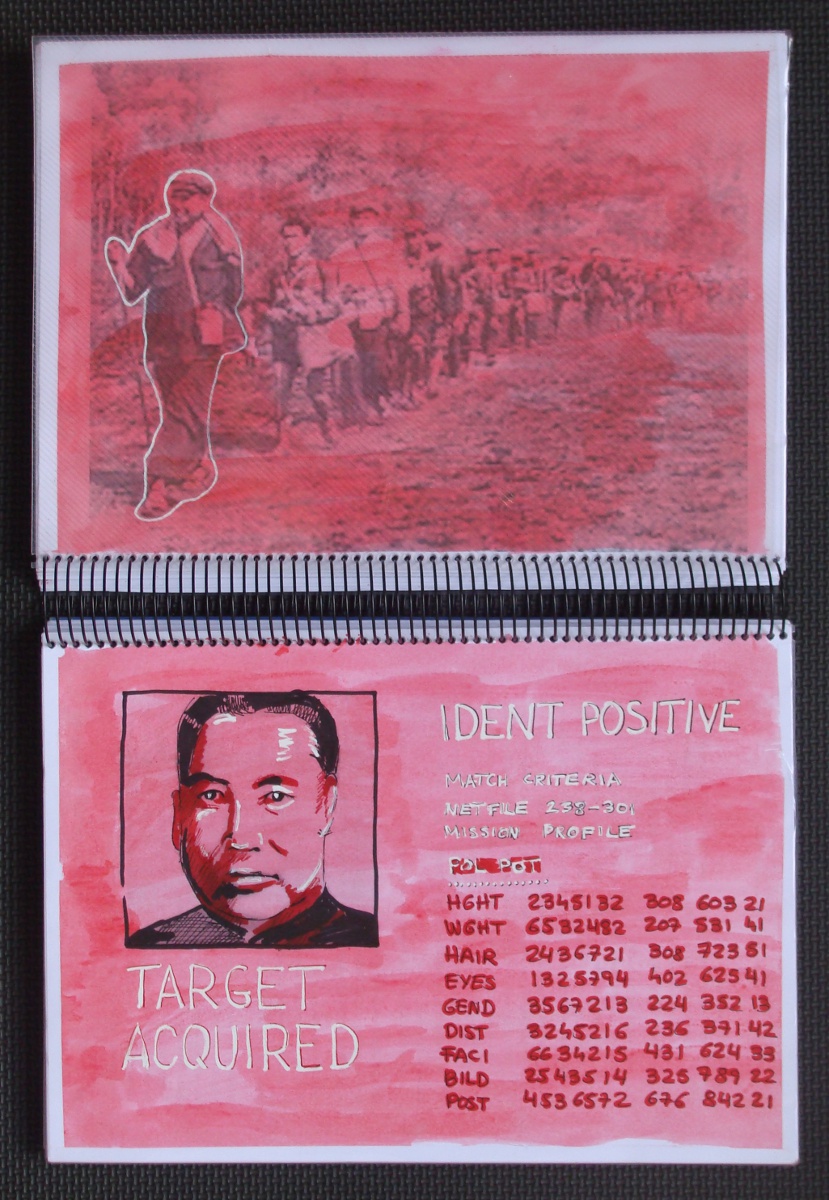 IDENT POSITIVE
MATCH CRITERIA
NETFILE 238-301
MISSION PROFILE
POL POT
HGHT 2345132 308 603 21
WGHT 6532482 207 531 41
HAIR 2436721 308 723 51
EYES 1325794 402 623 41
GEND 3567213 224 352 13
DIST 3245216 236 371 42
FACI 6634215 431 624 33
BILD 2543514 325 789 22
POST 4536572 676 842 21
TARGET
ACQUIRED